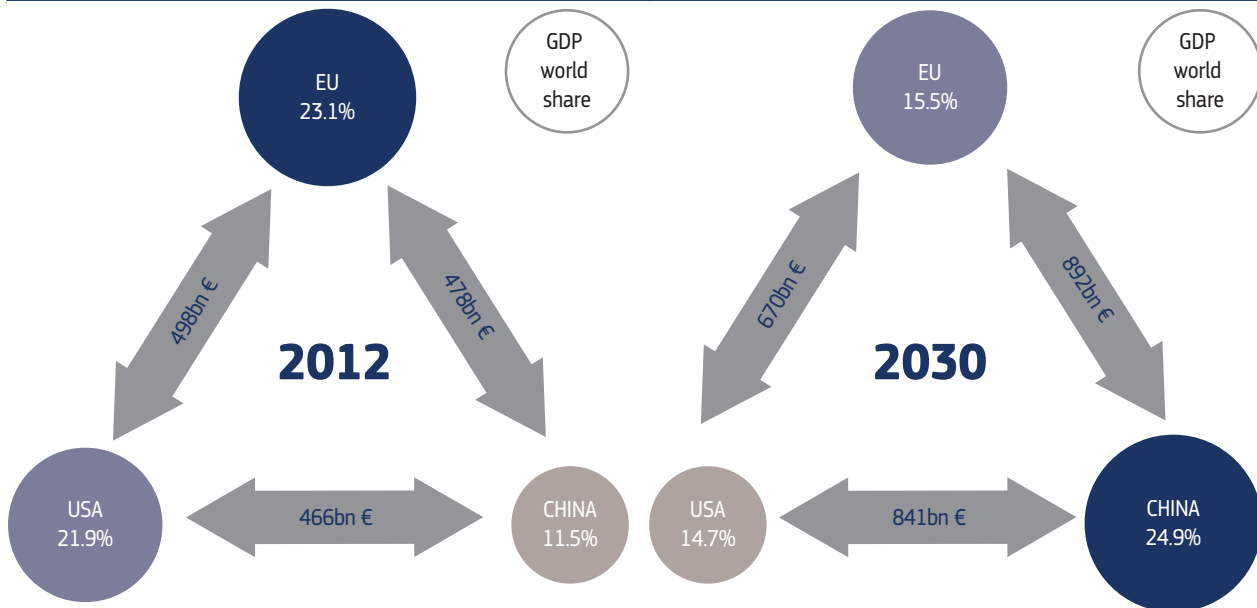 EU
23.1%
GDP
world
share
498bn €
478bn €
2012
USA
21.9%
466bn €
CHINA
11.5%
EU
15.5%
GDP
world
share
670bn €
892bn €
2030
USA
14.7%
841bn €
CHINA
24.9%